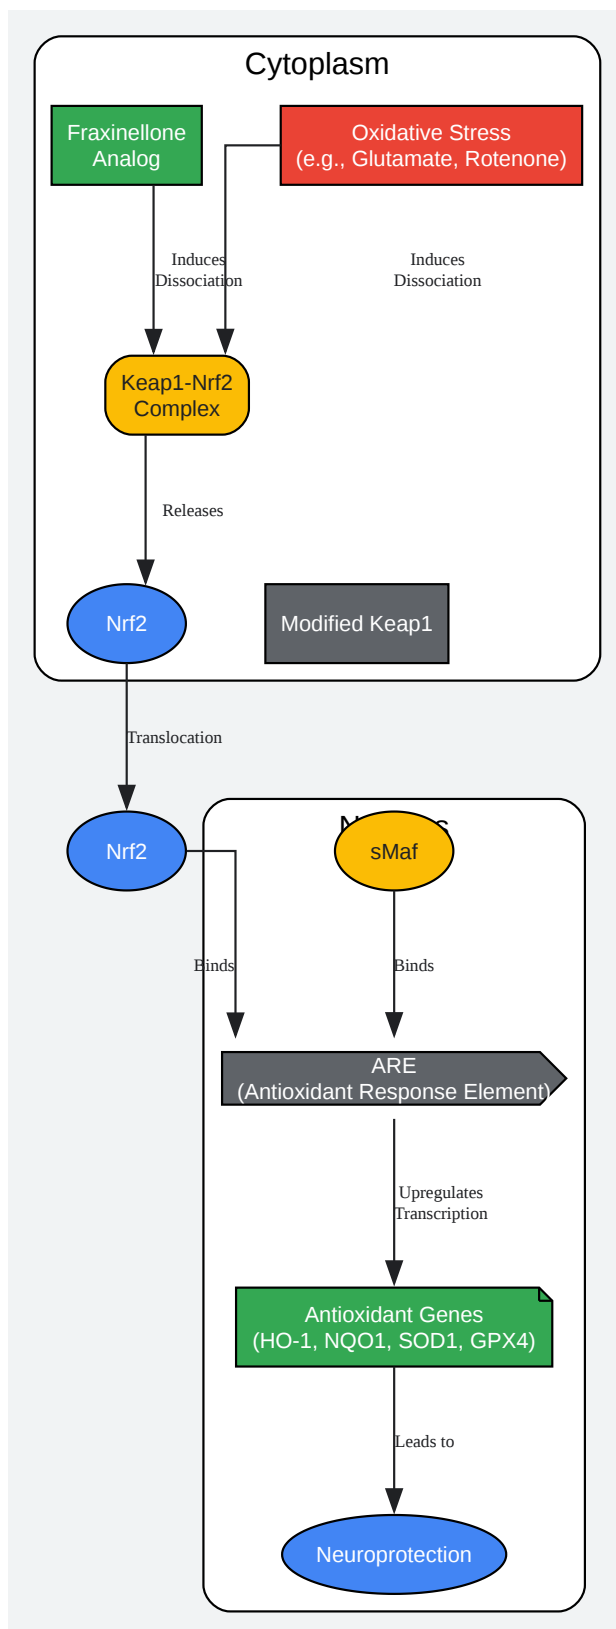 Cytoplasm
Fraxinellone
Analog
Oxidative Stress
(e.g., Glutamate, Rotenone)
Induces
Dissociation
Induces
Dissociation
Keap1-Nrf2
Complex
Releases
Nrf2
Modified Keap1
Translocation
Nrf2
sMaf
Binds
Binds
ARE
(Antioxidant Response Element)
Upregulates
Transcription
Antioxidant Genes
(HO-1, NQO1, SOD1, GPX4)
Leads to
Neuroprotection